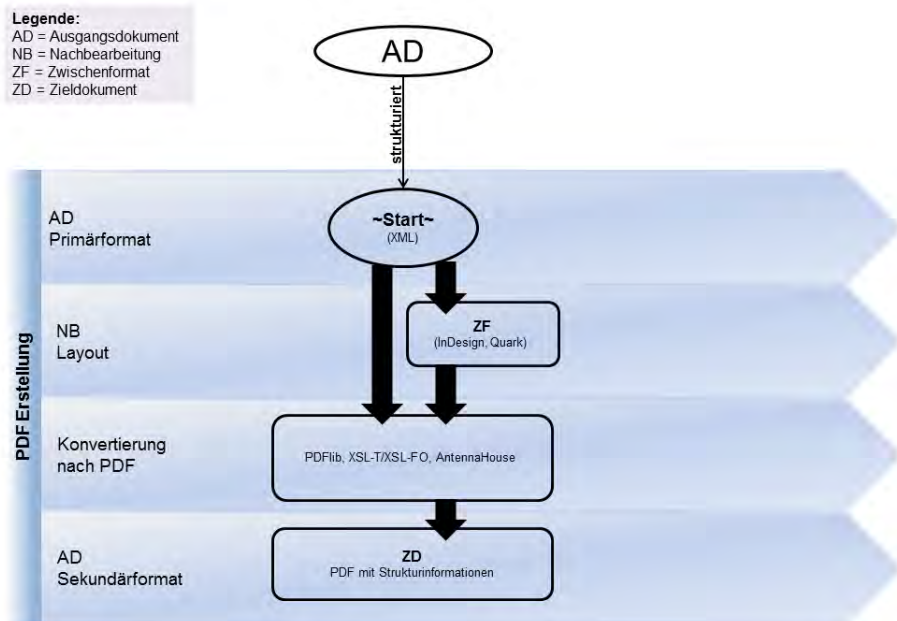 Legende:
AD = Ausgangsdokument
NB = Nachbearbeitung
ZF = Zwischenformat
ZD = Zieldokument
AD
strukturiert
PDF Erstellung
AD
Primärformat
~Start~
(XML)
NB
Layout
ZF
(InDesign, Quark)
Konvertierung
nach PDF
PDFlib, XSL-T/XSL-FO, AntennaHouse
AD
Sekundärformat
ZD
PDF mit Strukturinformationen